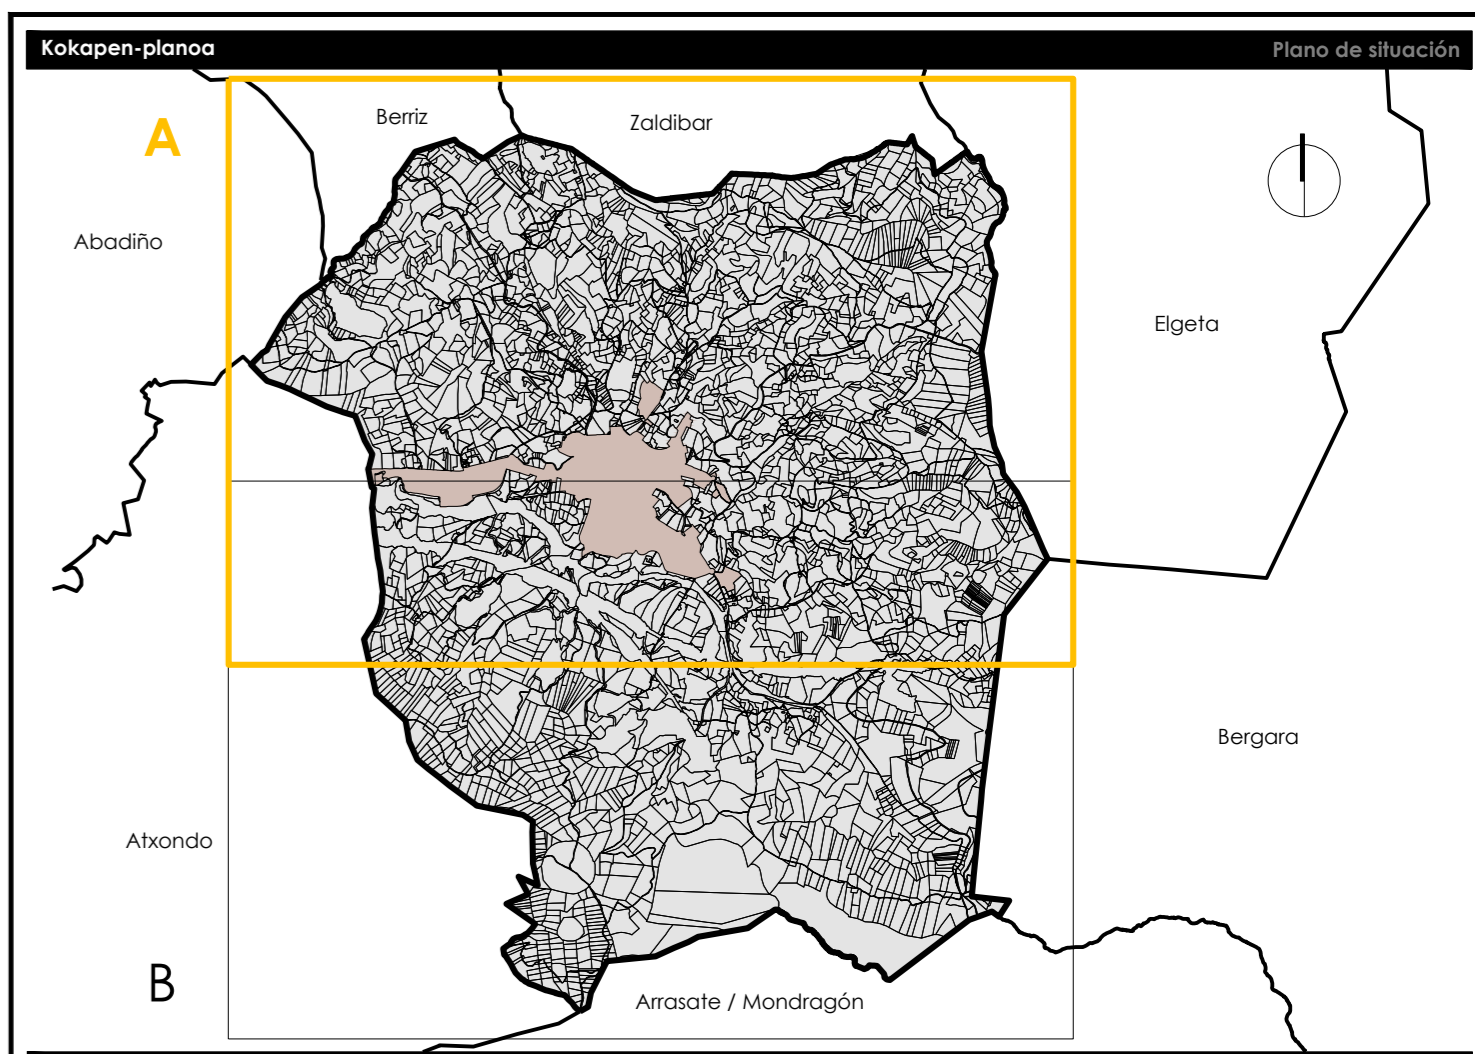 Kokapen-planoa
Plano de situación
Berriz
Zaldibar
A
Abadiño
Elgeta
Bergara
Atxondo
B
Arrasate / Mondragón